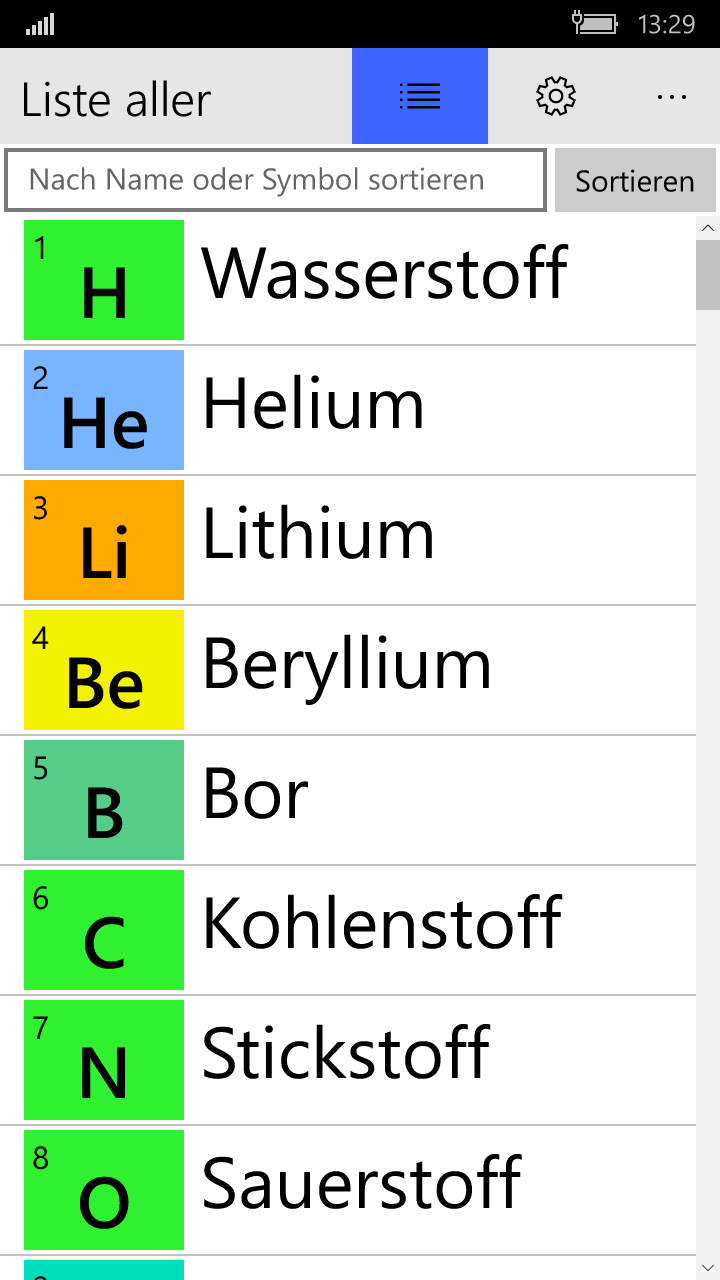 13:29
Liste aller
...
Nach Name oder Symbol sortieren
Sortieren
1
H
Wasserstoff
2
He
Helium
3
Li
Lithium
4
Be
Beryllium
5
B
Bor
6
C
Kohlenstoff
7
N
Stickstoff
8
O
Sauerstoff